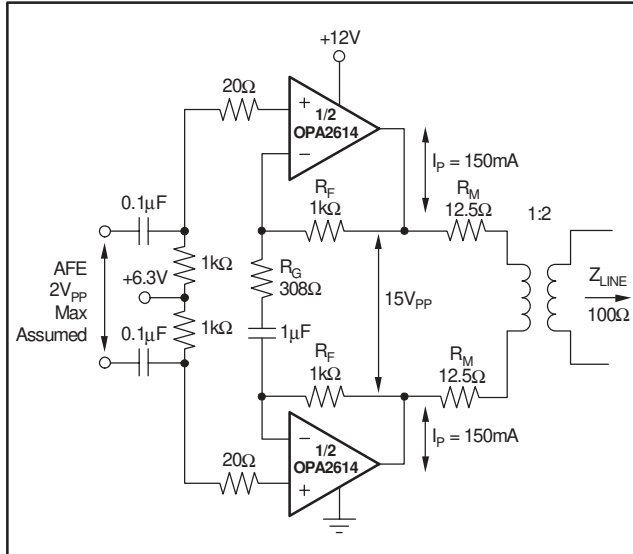 +12V
20Ω
+
1/2
OPA2614
−
I_P = 150mA
R_F
1kΩ
R_M
12.5Ω
1:2
0.1μF
1kΩ
AFE
2V_PP
Max
Assumed
+6.3V
R_G
308Ω
15V_PP
Z_LINE
100Ω
1kΩ
1μF
0.1μF
R_F
1kΩ
R_M
12.5Ω
−
1/2
OPA2614
+
I_P = 150mA
20Ω